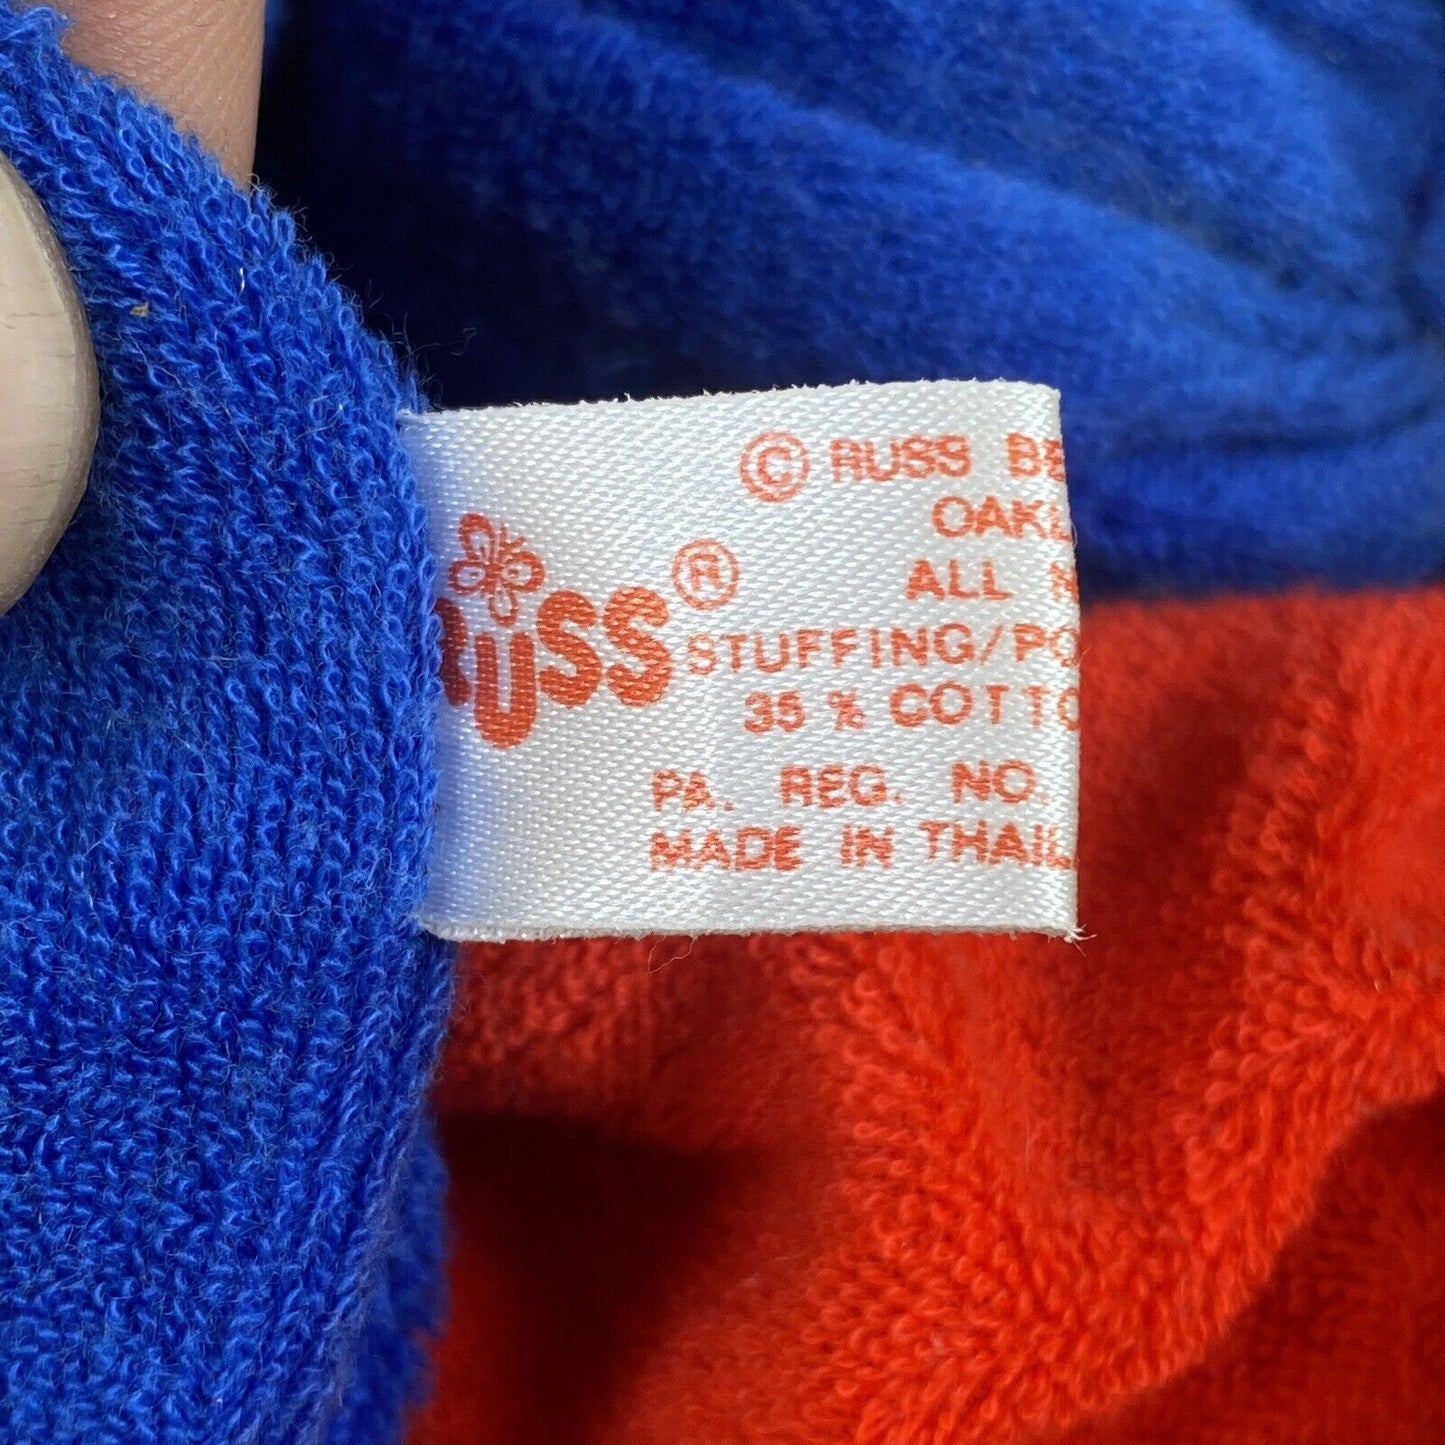 © RUSS BE
OAKL
ALL
RUSS®
STUFFING/PO
35 % COTTO
PA. REG. NO.
MADE IN THAIL